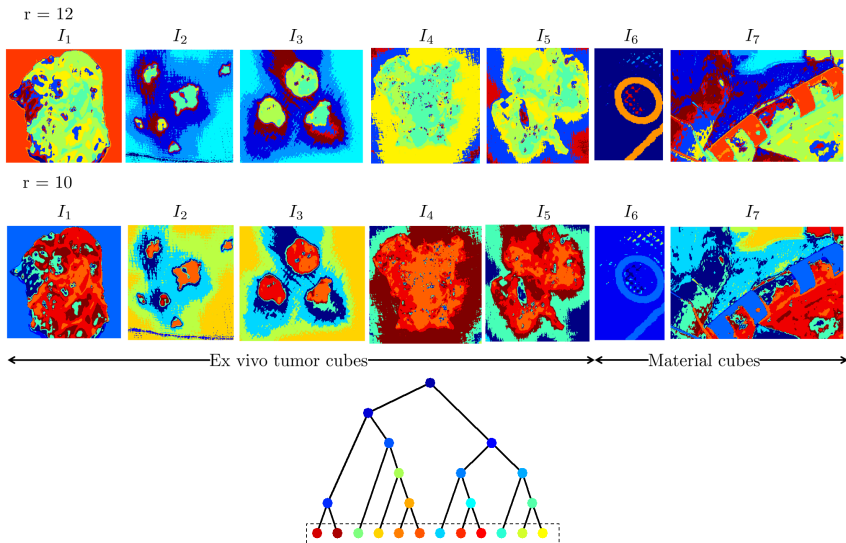 r = 12
I1 I2 I3 I4 I5 I6 I7
r = 10
I1 I2 I3 I4 I5 I6 I7
Ex vivo tumor cubes Material cubes